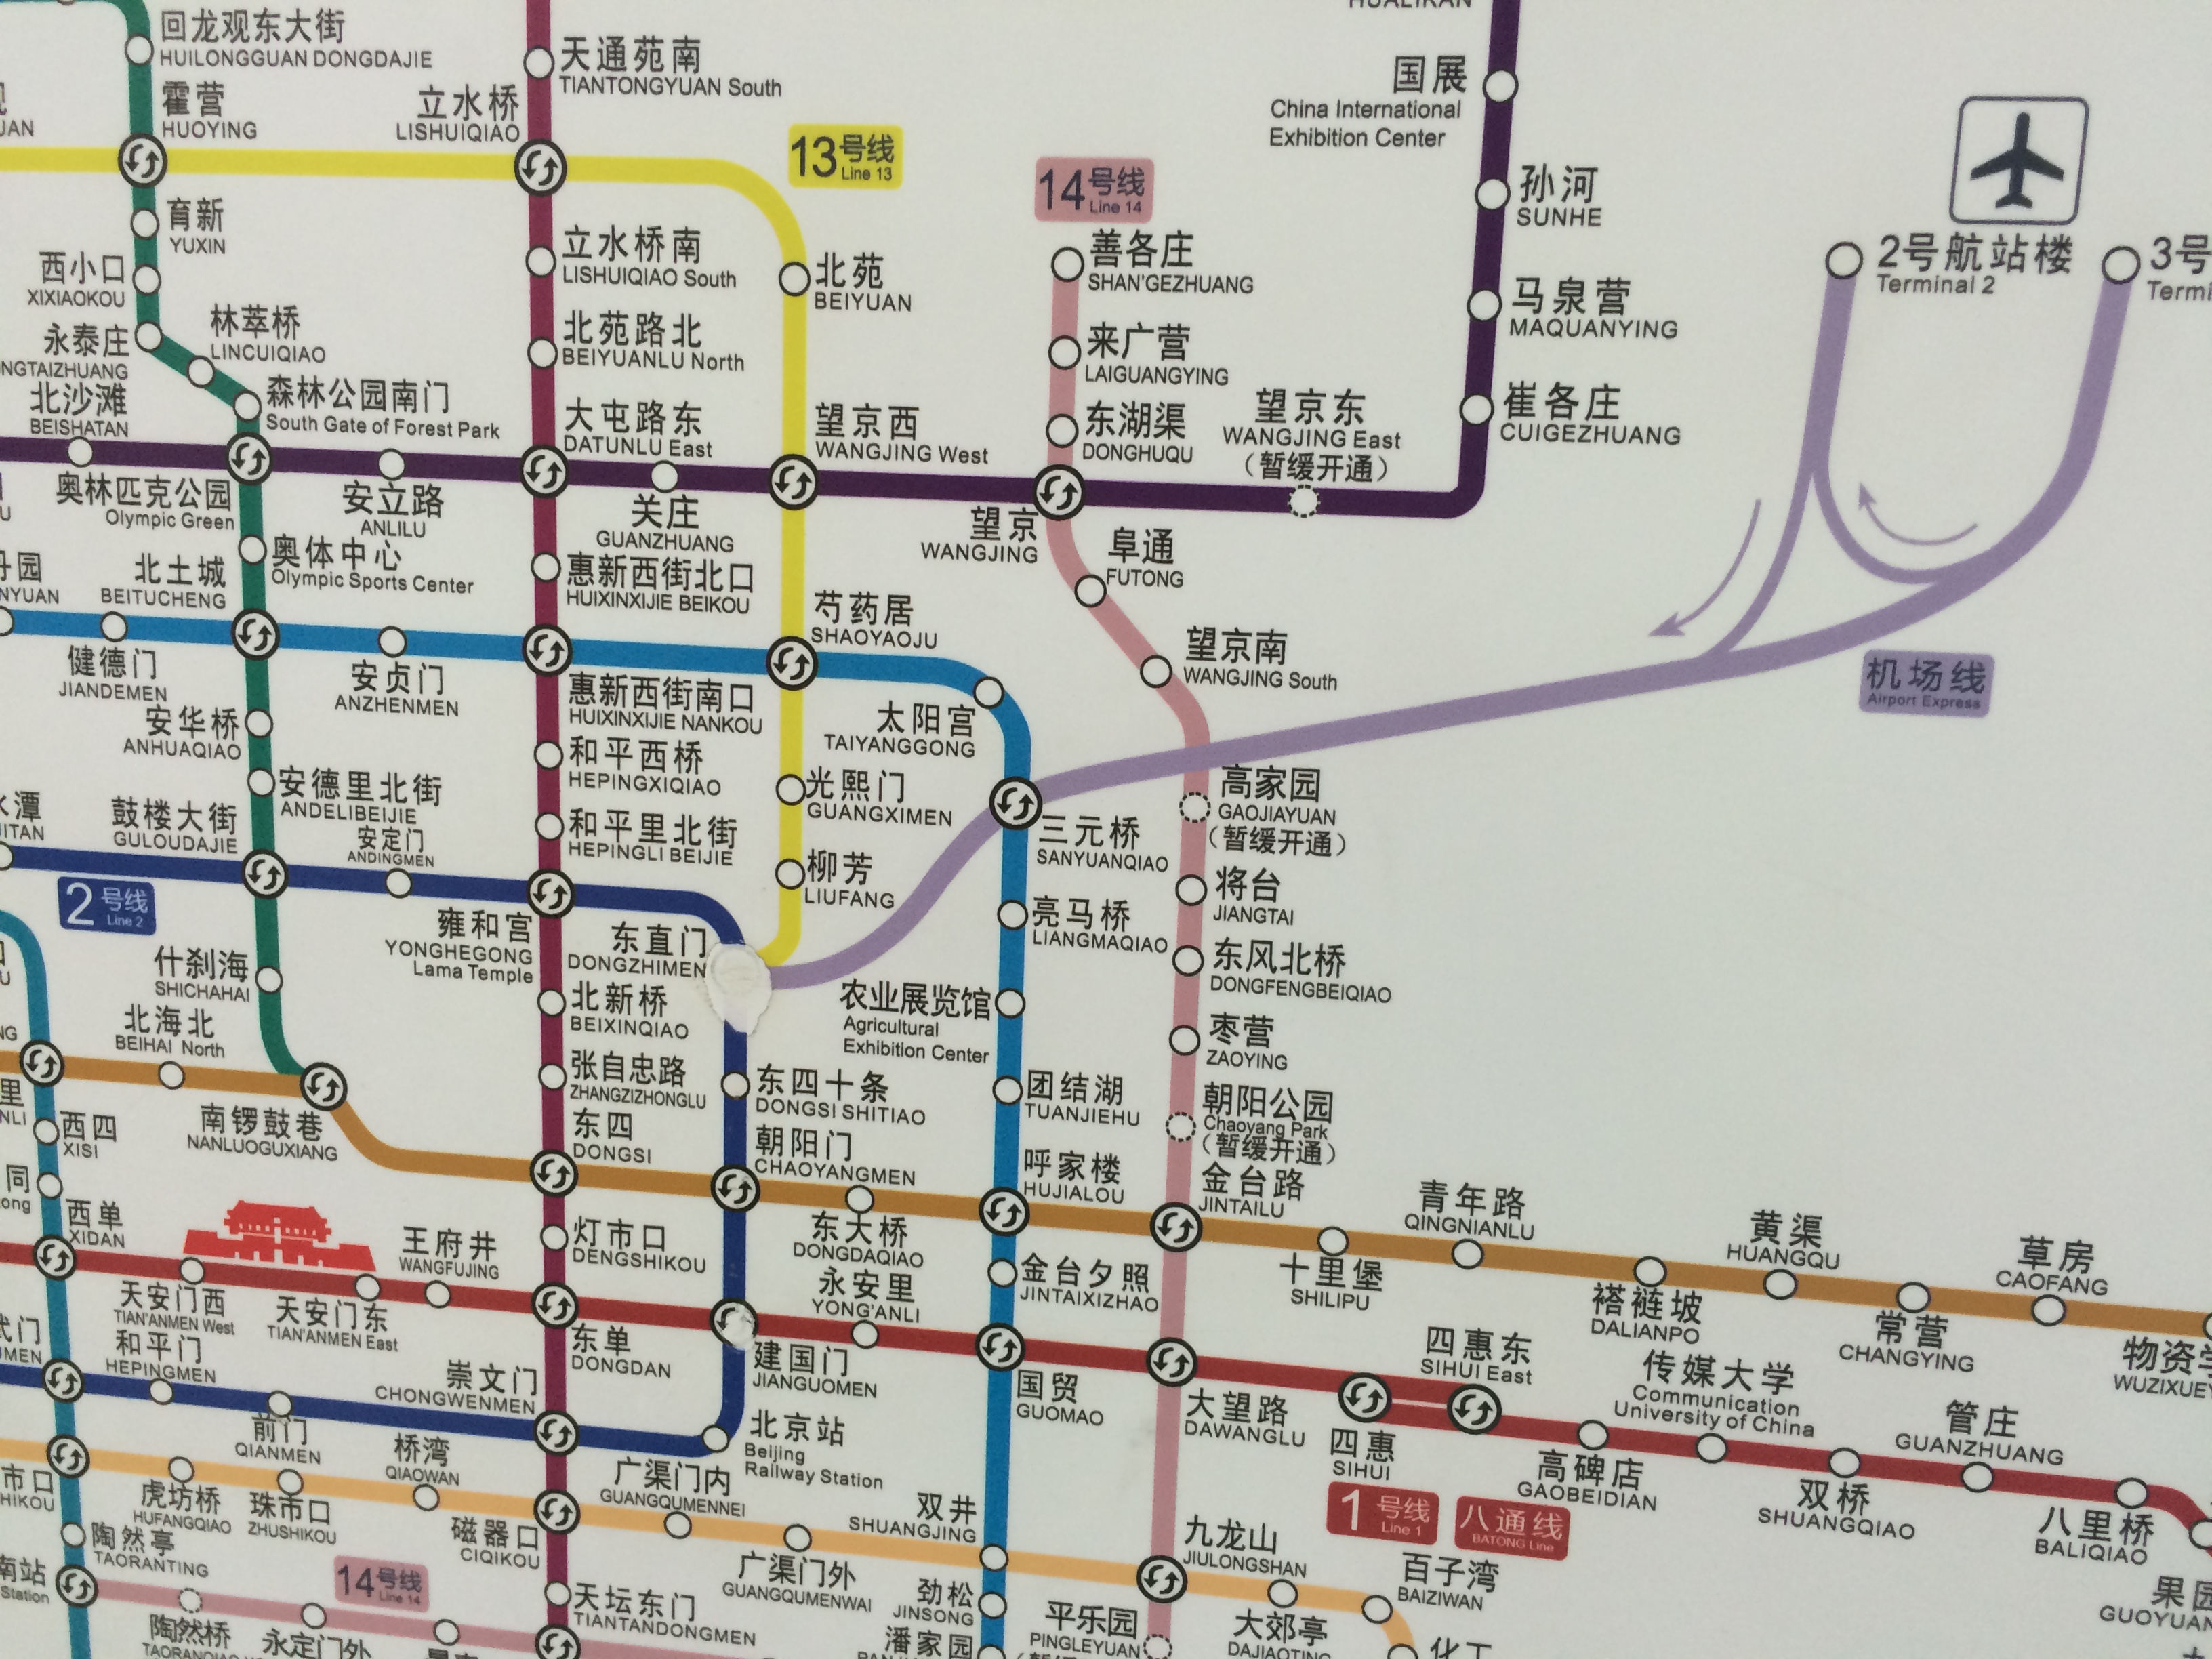 回龙观东大街
HUILONGGUAN DONGDAJIE
霍营
HUOYING
立水桥
LISHUIQIAO
天通苑南
TIANTONGYUAN South
13号线
Line 13
14号线
Line 14
国展
China International
Exhibition Center
孙河
SUNHE
马泉营
MAQUANYING
崔各庄
CUIGEZHUANG
2号航站楼
Terminal 2
3号
育新
YUXIN
西小口
XIXIAOKOU
永泰庄
林萃桥
LINCUIQIAO
北沙滩
BEISHATAN
森林公园南门
South Gate of Forest Park
立水桥南
LISHUIQIAO South
北苑路北
BEIYUANLU North
大屯路东
DATUNLU East
北苑
BEIYUAN
望京西
WANGJING West
善各庄
SHAN'GEZHUANG
来广营
LAIGUANGYING
东湖渠
DONGHUQU
望京东
WANGJING East
（暂缓开通）
奥林匹克公园
Olympic Green
安立路
ANLILU
关庄
GUANZHUANG
望京
WANGJING
阜通
FUTONG
望京南
WANGJING South
机场线
Airport Express
奥体中心
Olympic Sports Center
北土城
BEITUCHENG
惠新西街北口
HUIXINXIJIE BEIKOU
芍药居
SHAOYAOJU
健德门
JIANDEMEN
安贞门
ANZHENMEN
惠新西街南口
HUIXINXIJIE NANKOU
太阳宫
TAIYANGGONG
安华桥
ANHUAQIAO
和平西桥
HEPINGXIQIAO
光熙门
GUANGXIMEN
安德里北街
ANDELIBEIJIE
鼓楼大街
GULOUDAJIE
安定门
ANDINGMEN
和平里北街
HEPINGLI BEIJIE
柳芳
LIUFANG
三元桥
SANYUANQIAO
高家园
GAOJIAYUAN
（暂缓开通）
将台
JIANGTAI
2号线
Line 2
雍和宫
YONGHEGONG
Lama Temple
东直门
DONGZHIMEN
亮马桥
LIANGMAQIAO
东风北桥
DONGFENGBEIQIAO
什刹海
SHICHAHAI
北新桥
BEIXINQIAO
农业展览馆
Agricultural
Exhibition Center
枣营
ZAOYING
北海北
BEIHAI North
张自忠路
ZHANGZIZHONGLU
东四十条
DONGSI SHITIAO
团结湖
TUANJIEHU
朝阳公园
Chaoyang Park
（暂缓开通）
南锣鼓巷
NANLUOGUXIANG
西四
XISI
东四
DONGSI
朝阳门
CHAOYANGMEN
呼家楼
HUJIALOU
金台路
JINTAILU
青年路
QINGNIANLU
黄渠
HUANGQU
草房
CAOFANG
西单
XIDAN
王府井
WANGFUJING
灯市口
DENGSHIKOU
东大桥
DONGDAQIAO
永安里
YONG'ANLI
金台夕照
JINTAIXIZHAO
十里堡
SHILIPU
褡裢坡
DALIANPO
常营
CHANGYING
物资学
天安门西
TIAN'ANMEN West
天安门东
TIAN'ANMEN East
东单
DONGDAN
建国门
JIANGUOMEN
国贸
GUOMAO
大望路
DAWANGLU
四惠东
SIHUI East
四惠
SIHUI
传媒大学
Communication
University of China
高碑店
GAOBEIDIAN
双桥
SHUANGQIAO
管庄
GUANZHUANG
八里桥
BALIQIAO
1号线
Line 1
八通线
BATONG Line
和平门
HEPINGMEN
前门
QIANMEN
崇文门
CHONGWENMEN
北京站
Beijing
Railway Station
桥湾
QIAOWAN
广渠门内
GUANGQUMENNEI
虎坊桥
HUFANGQIAO
珠市口
ZHUSHIKOU
磁器口
CIQIKOU
广渠门外
GUANGQUMENWAI
双井
SHUANGJING
九龙山
JIULONGSHAN
百子湾
BAIZIWAN
大郊亭
DAJIAOTING
陶然亭
TAORANTING
14号线
Line 14
陶然桥
永定门外
天坛东门
TIANTANDONGMEN
劲松
JINSONG
潘家园
平乐园
PINGLEYUAN
化工